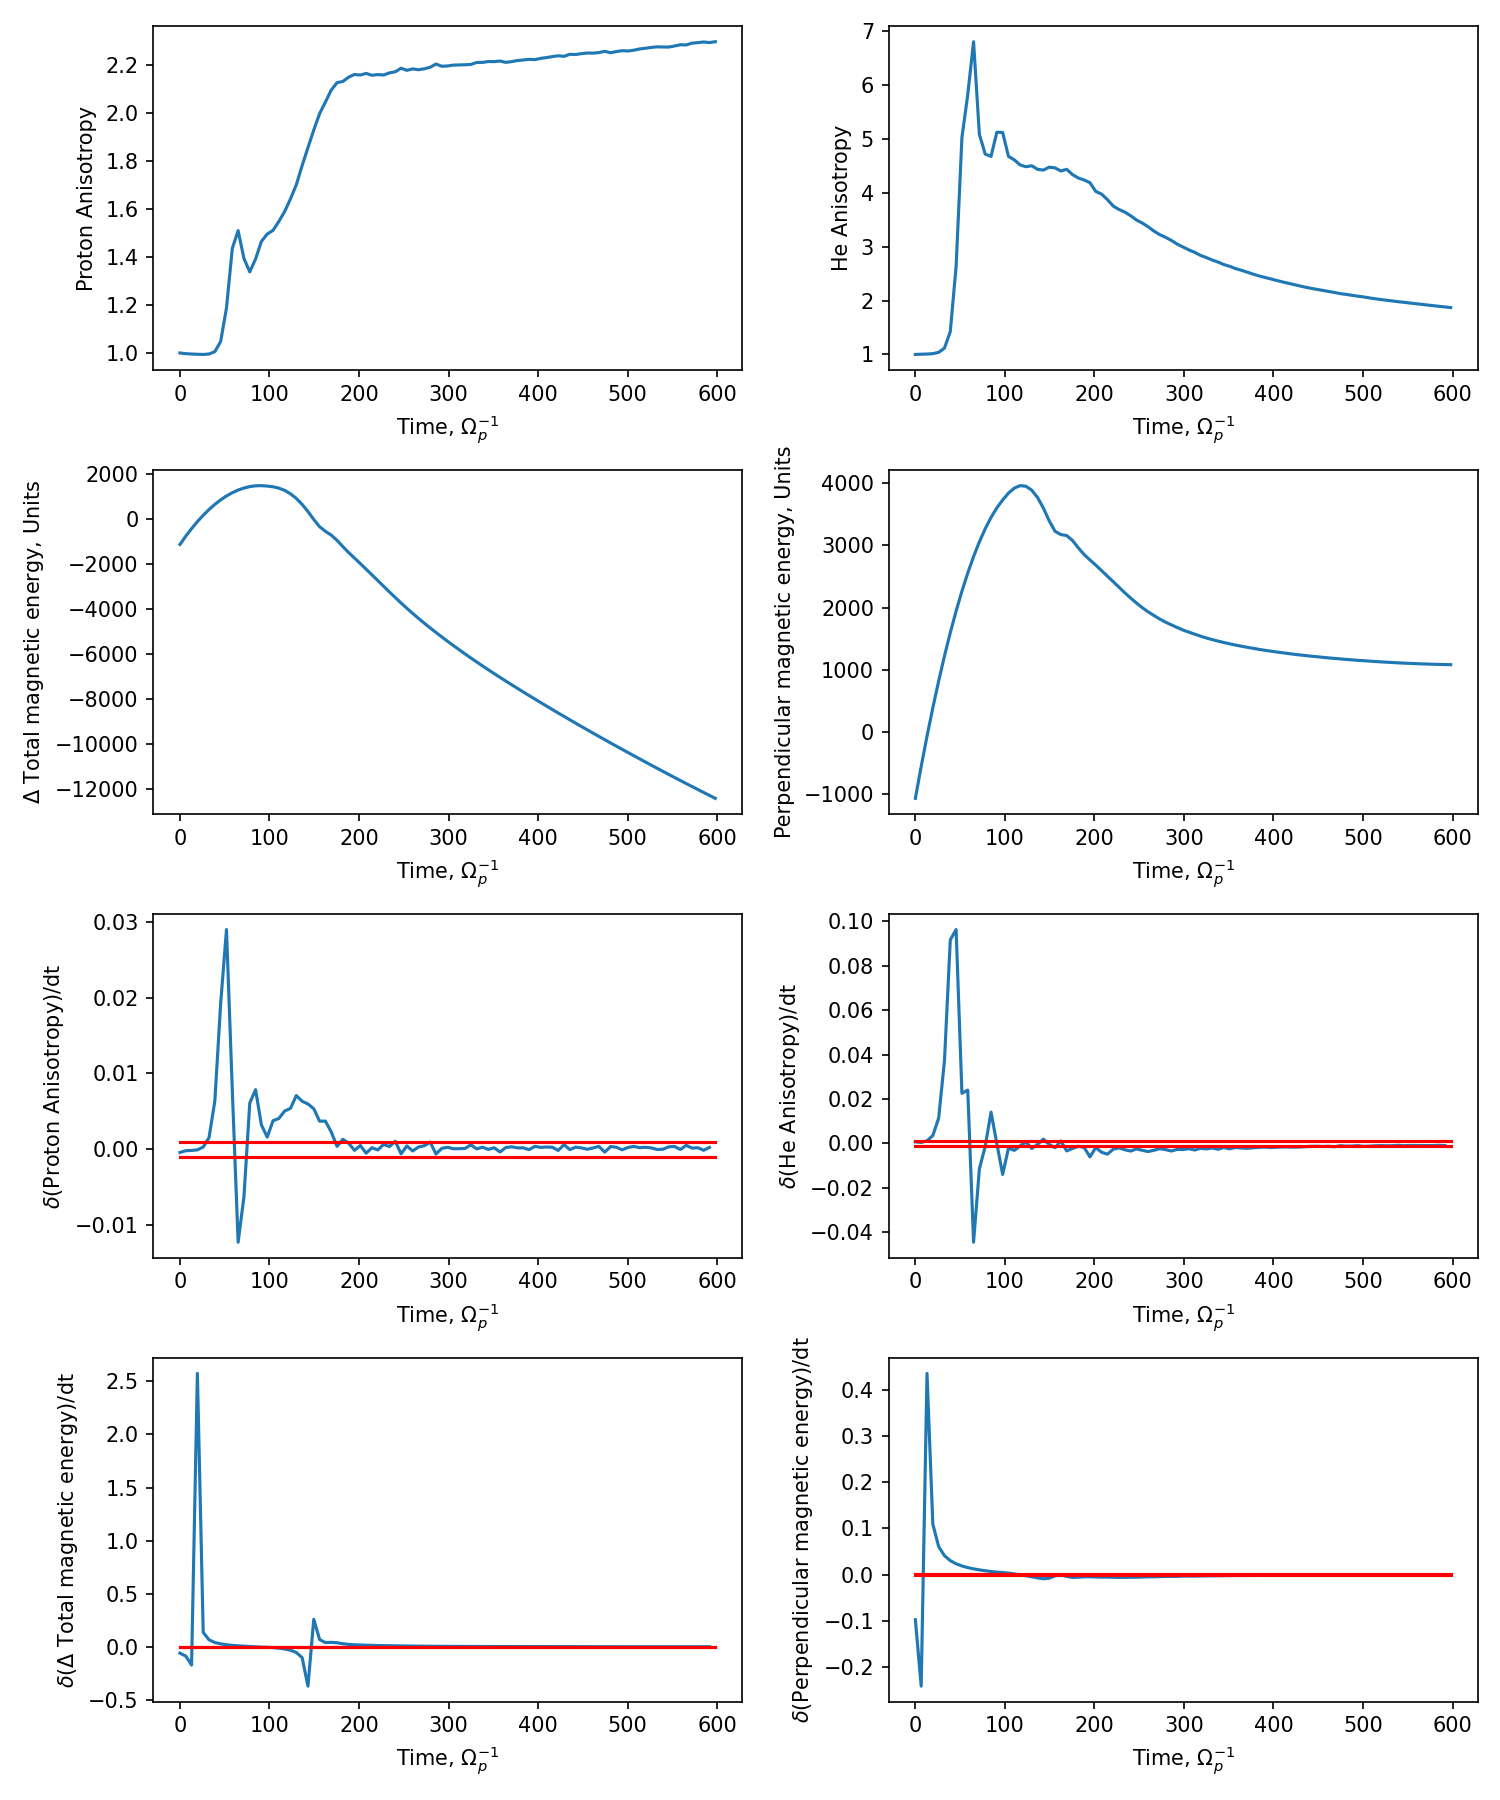 Proton Anisotropy
2.2
2.0
1.8
1.6
1.4
1.2
1.0
0 100 200 300 400 500 600
Time, Ω_p^{-1}
He Anisotropy
7
6
5
4
3
2
1
0 100 200 300 400 500 600
Time, Ω_p^{-1}
Δ Total magnetic energy, Units
2000
0
−2000
−4000
−6000
−8000
−10000
−12000
0 100 200 300 400 500 600
Time, Ω_p^{-1}
Perpendicular magnetic energy, Units
4000
3000
2000
1000
0
−1000
0 100 200 300 400 500 600
Time, Ω_p^{-1}
δ(Proton Anisotropy)/dt
0.03
0.02
0.01
0.00
−0.01
0 100 200 300 400 500 600
Time, Ω_p^{-1}
δ(He Anisotropy)/dt
0.10
0.08
0.06
0.04
0.02
0.00
−0.02
−0.04
0 100 200 300 400 500 600
Time, Ω_p^{-1}
δ(Δ Total magnetic energy)/dt
2.5
2.0
1.5
1.0
0.5
0.0
−0.5
0 100 200 300 400 500 600
Time, Ω_p^{-1}
δ(Perpendicular magnetic energy)/dt
0.4
0.3
0.2
0.1
0.0
−0.1
−0.2
0 100 200 300 400 500 600
Time, Ω_p^{-1}